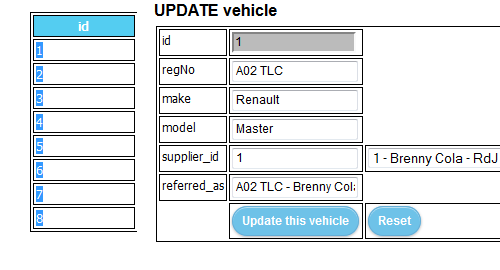 UPDATE vehicle
id
1
2
3
4
5
6
7
8
id 1
regNo A02 TLC
make Renault
model Master
supplier_id 1 1 - Brenny Cola - RdJ
referred_as A02 TLC - Brenny Cola
Update this vehicle Reset